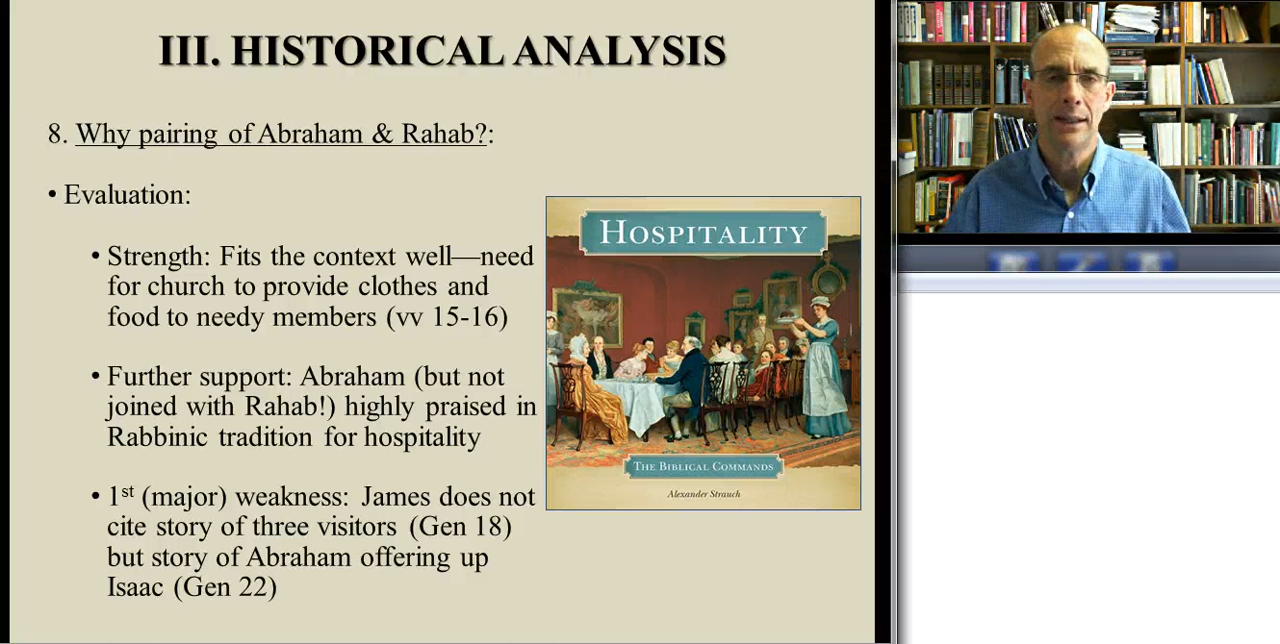 III. HISTORICAL ANALYSIS
8. Why pairing of Abraham & Rahab?:
• Evaluation:
• Strength: Fits the context well—need
for church to provide clothes and
food to needy members (vv 15-16)
• Further support: Abraham (but not
joined with Rahab!) highly praised in
Rabbinic tradition for hospitality
• 1st (major) weakness: James does not
cite story of three visitors (Gen 18)
but story of Abraham offering up
Isaac (Gen 22)
HOSPITALITY
THE BIBLICAL COMMANDS
Alexander Strauch